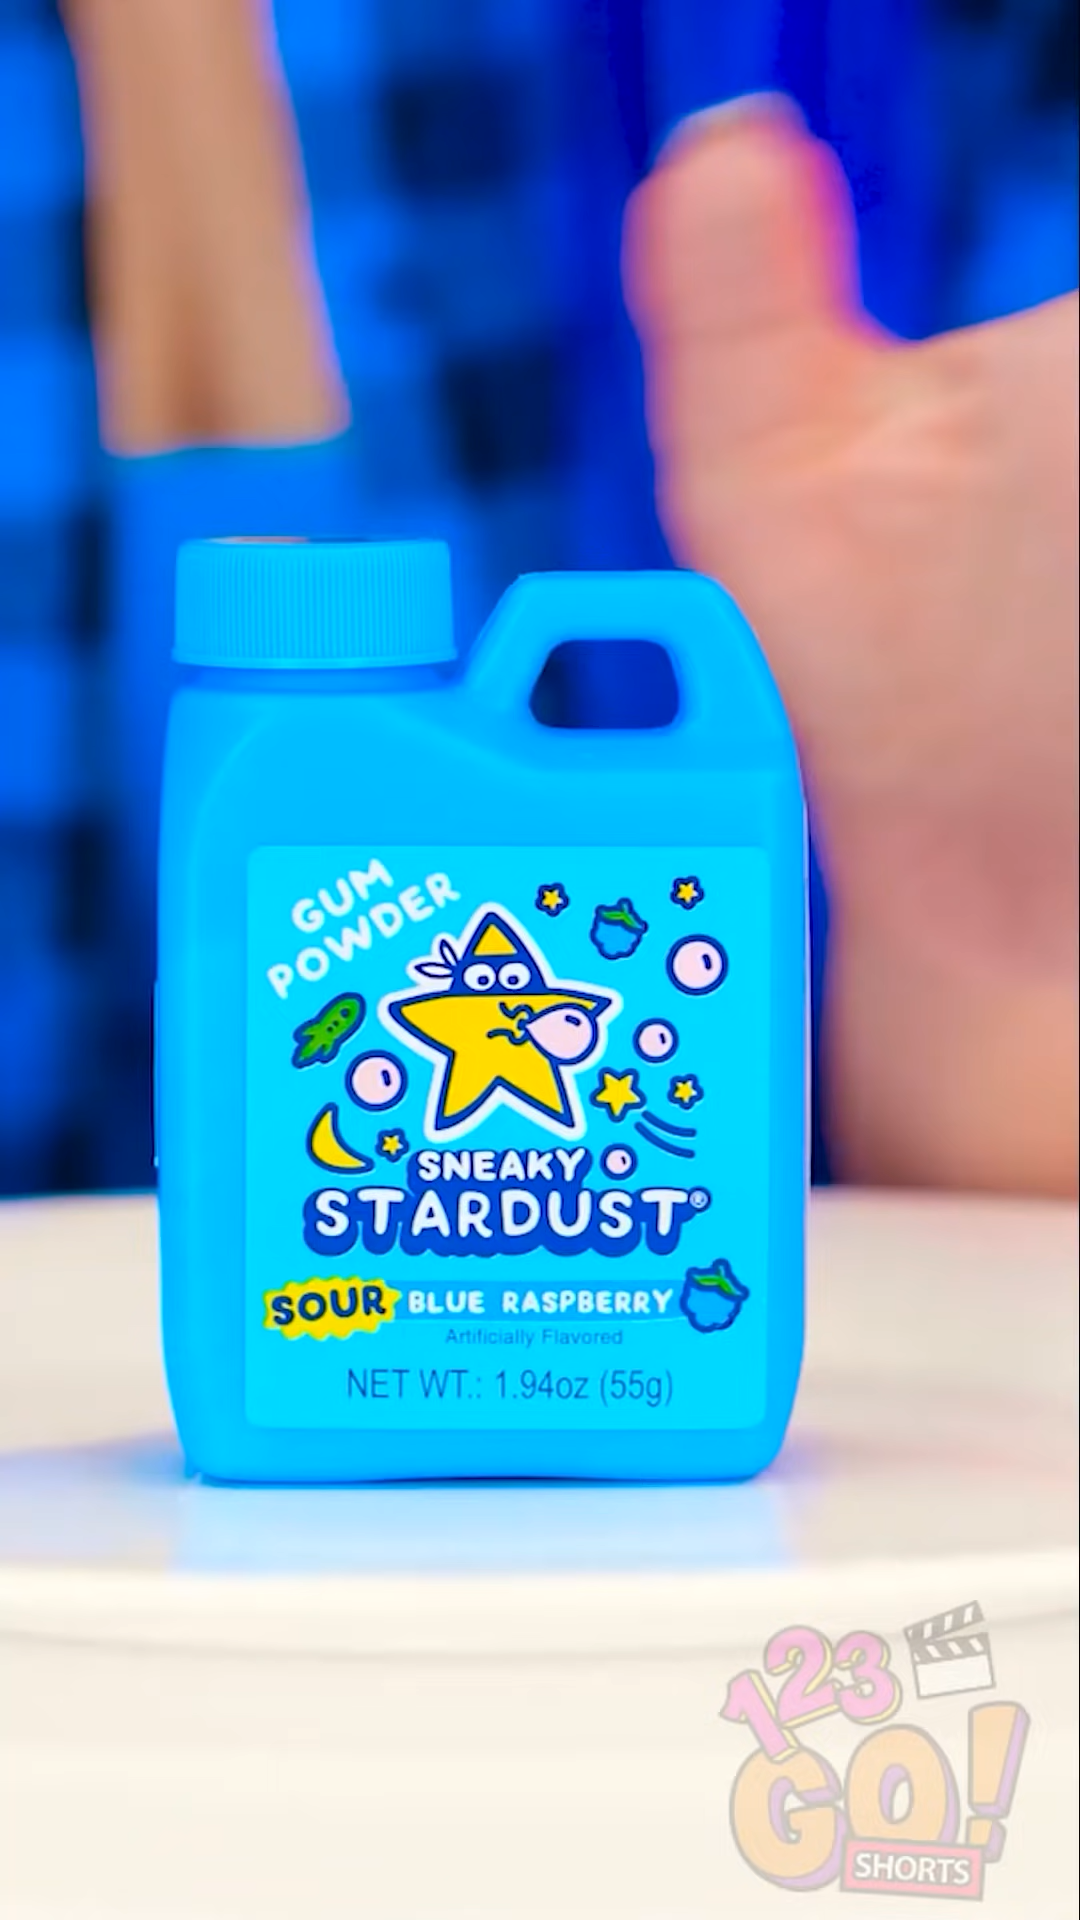 GUM
POWDER
SNEAKY
STARDUST®
SOUR BLUE RASPBERRY
Artificially Flavored
NET WT.: 1.94oz (55g)
123
GO!
SHORTS